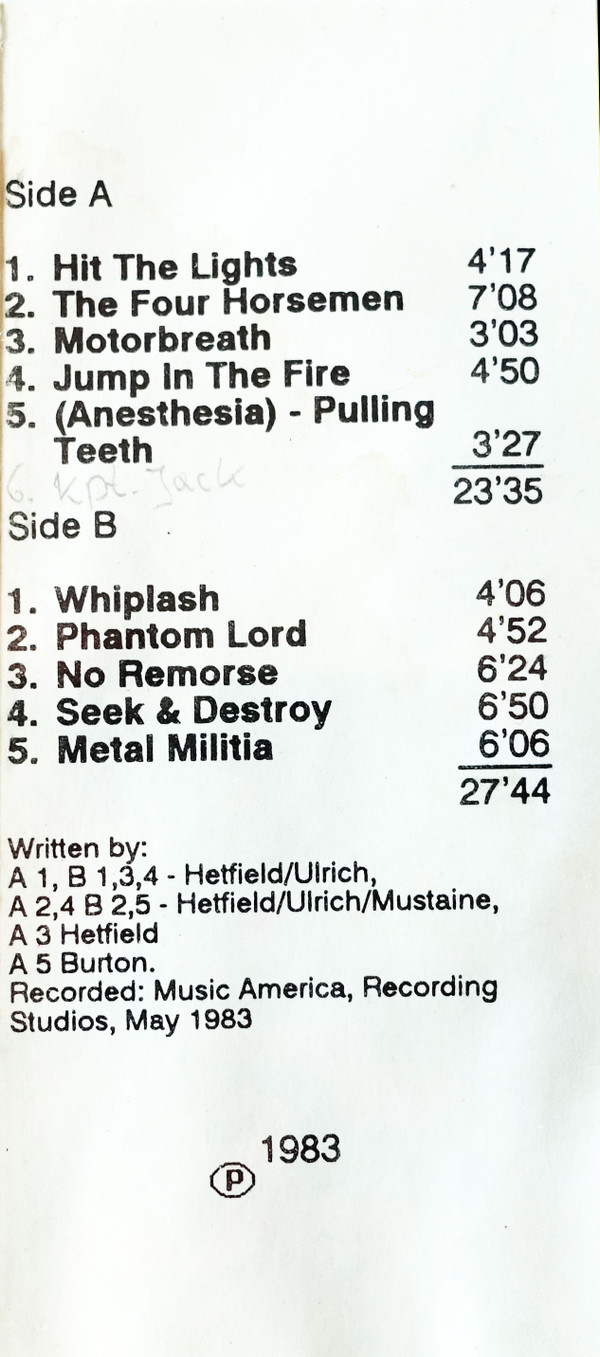 Side A
1. Hit The Lights 4'17
2. The Four Horsemen 7'08
3. Motorbreath 3'03
4. Jump In The Fire 4'50
5. (Anesthesia) - Pulling
Teeth 3'27
6. Kpt. Jack
23'35
Side B
1. Whiplash 4'06
2. Phantom Lord 4'52
3. No Remorse 6'24
4. Seek & Destroy 6'50
5. Metal Militia 6'06
27'44
Written by:
A 1, B 1,3,4 - Hetfield/Ulrich,
A 2,4 B 2,5 - Hetfield/Ulrich/Mustaine,
A 3 Hetfield
A 5 Burton.
Recorded: Music America, Recording
Studios, May 1983
Ⓟ 1983